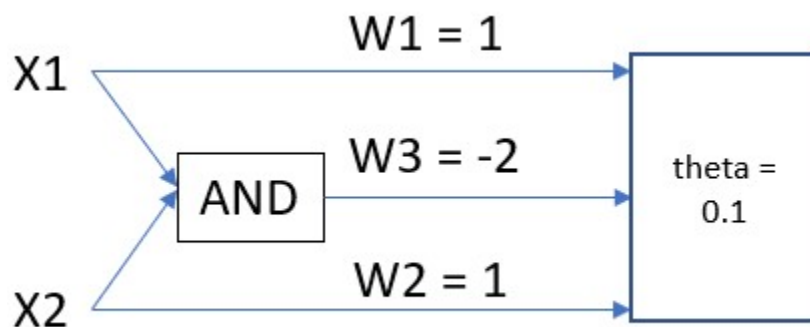 W1 = 1
X1
W3 = -2
AND
theta =
0.1
W2 = 1
X2